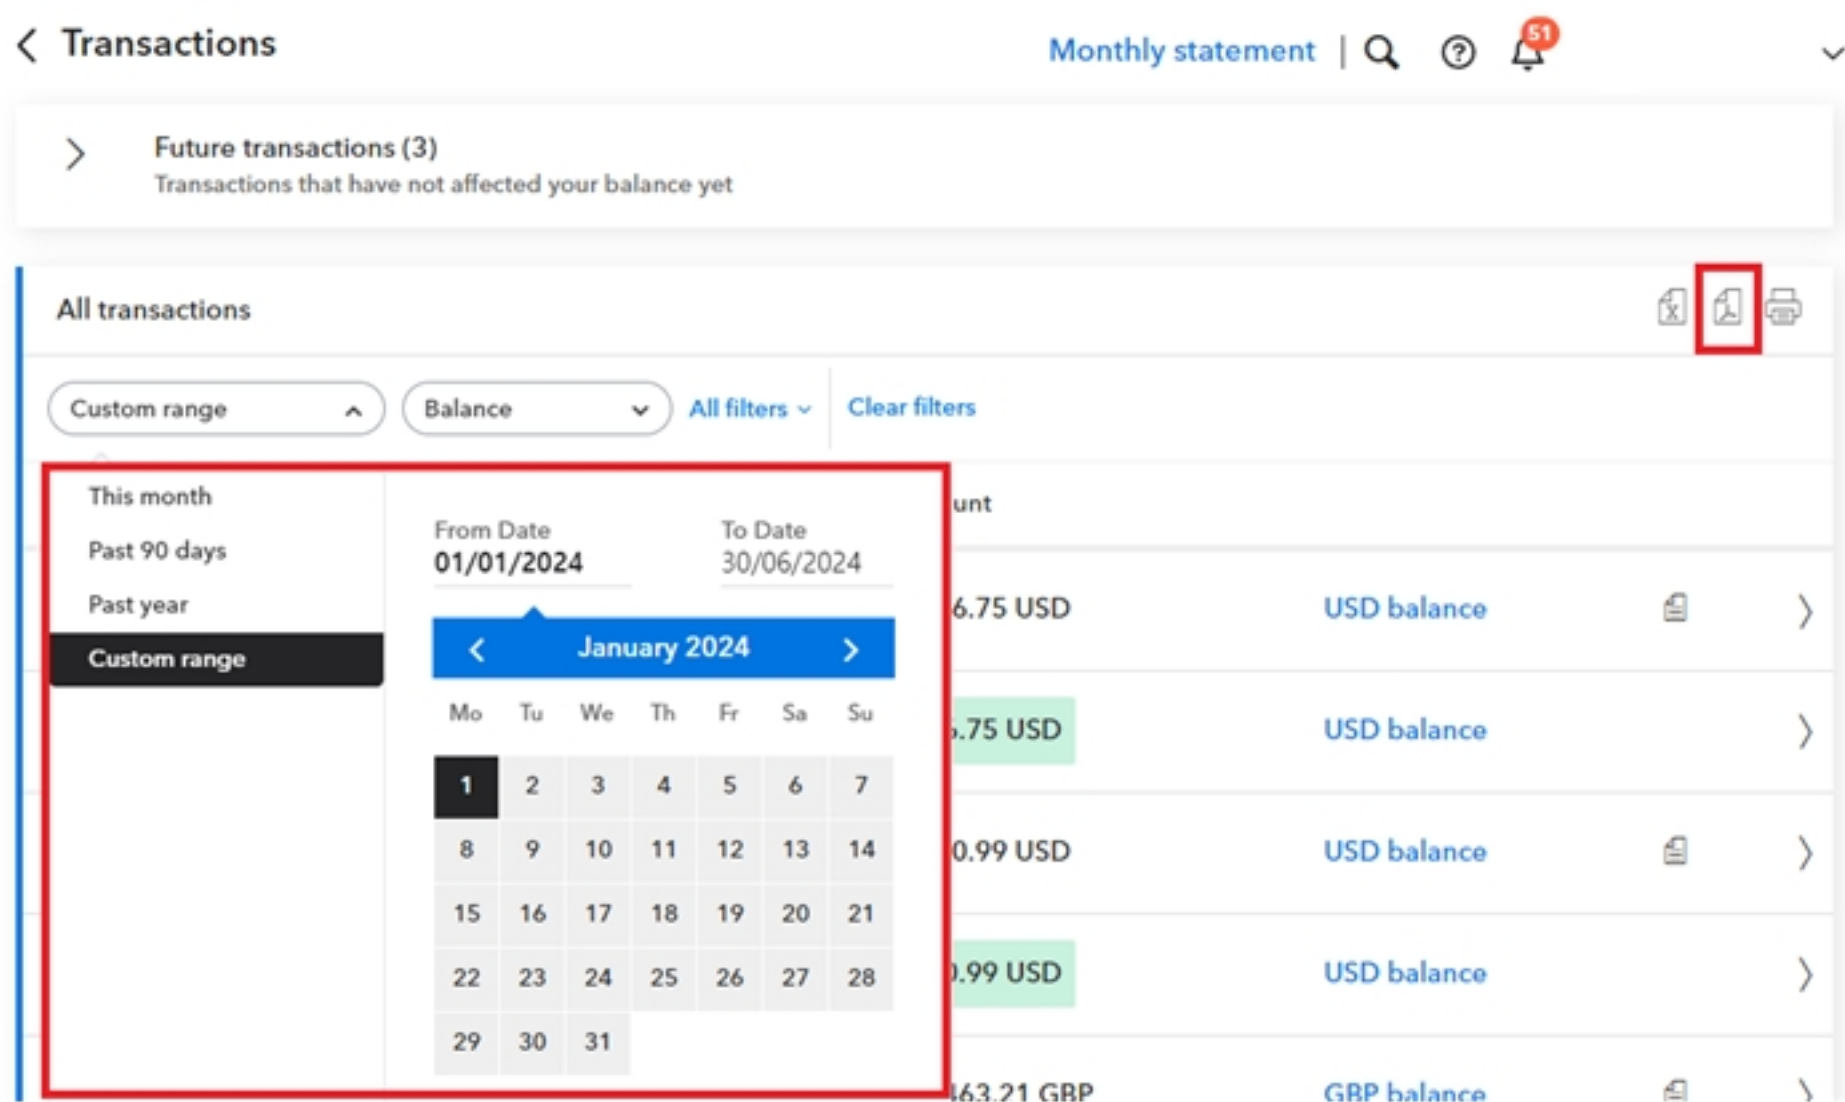 Transactions
Monthly statement
51
Future transactions (3)
Transactions that have not affected your balance yet
All transactions
Custom range
Balance
All filters
Clear filters
This month
Past 90 days
Past year
Custom range
From Date
To Date
01/01/2024
30/06/2024
January 2024
Mo Tu We Th Fr Sa Su
1 2 3 4 5 6 7
8 9 10 11 12 13 14
15 16 17 18 19 20 21
22 23 24 25 26 27 28
29 30 31
unt
6.75 USD USD balance
.75 USD USD balance
0.99 USD USD balance
.99 USD USD balance
463.21 GBP GBP balance